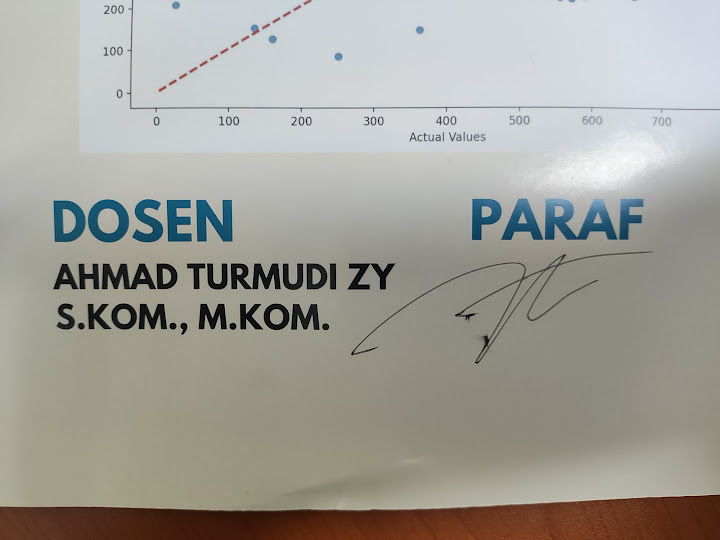 200
100
0
0 100 200 300 400 500 600 700
Actual Values
DOSEN PARAF
AHMAD TURMUDI ZY
S.KOM., M.KOM.